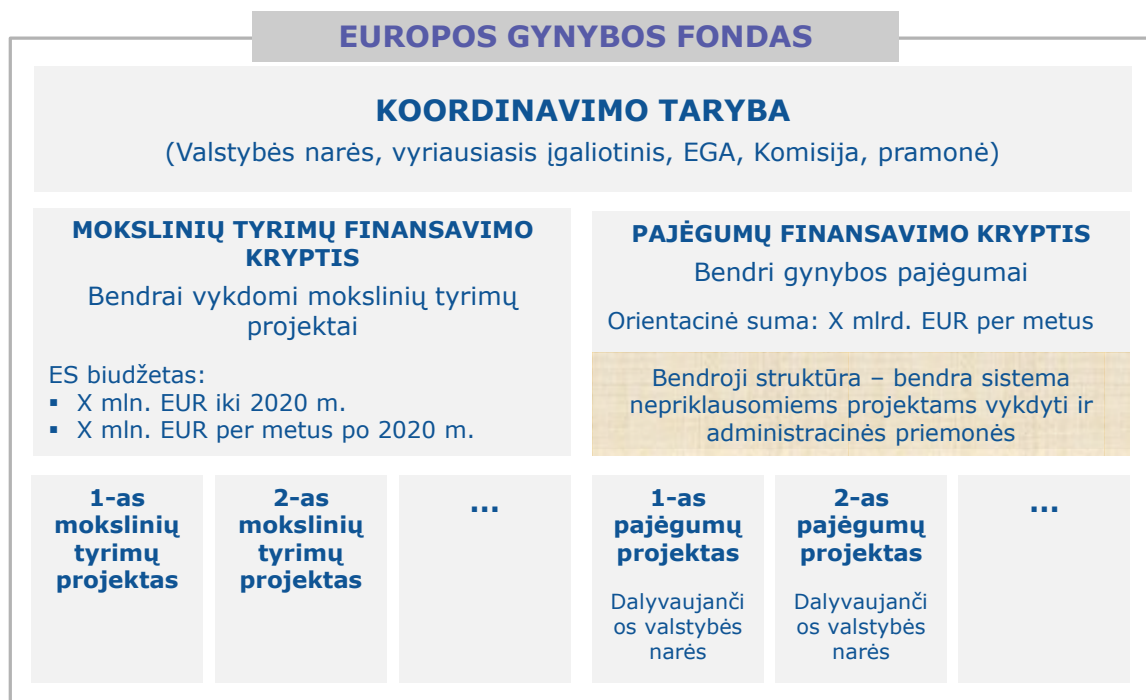 EUROPOS GYNYBOS FONDAS
KOORDINAVIMO TARYBA
(Valstybės narės, vyriausiasis įgaliotinis, EGA, Komisija, pramonė)
MOKSLINIŲ TYRIMŲ FINANSAVIMO
KRYPTIS
Bendrai vykdomi mokslinių tyrimų
projektai
ES biudžetas:
▪ X mln. EUR iki 2020 m.
▪ X mln. EUR per metus po 2020 m.
PAJĖGUMŲ FINANSAVIMO KRYPTIS
Bendri gynybos pajėgumai
Orientacinė suma: X mlrd. EUR per metus
Bendroji struktūra – bendra sistema
nepriklausomiems projektams vykdyti ir
administracinės priemonės
1-as
mokslinių
tyrimų
projektas
2-as
mokslinių
tyrimų
projektas
...
1-as
pajėgumų
projektas
Dalyvaujanči
os valstybės
narės
2-as
pajėgumų
projektas
Dalyvaujanči
os valstybės
narės
...